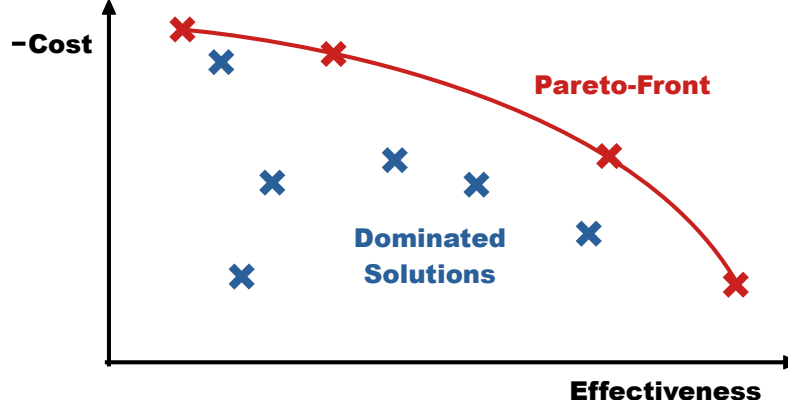 −Cost
Pareto-Front
Dominated
Solutions
Effectiveness